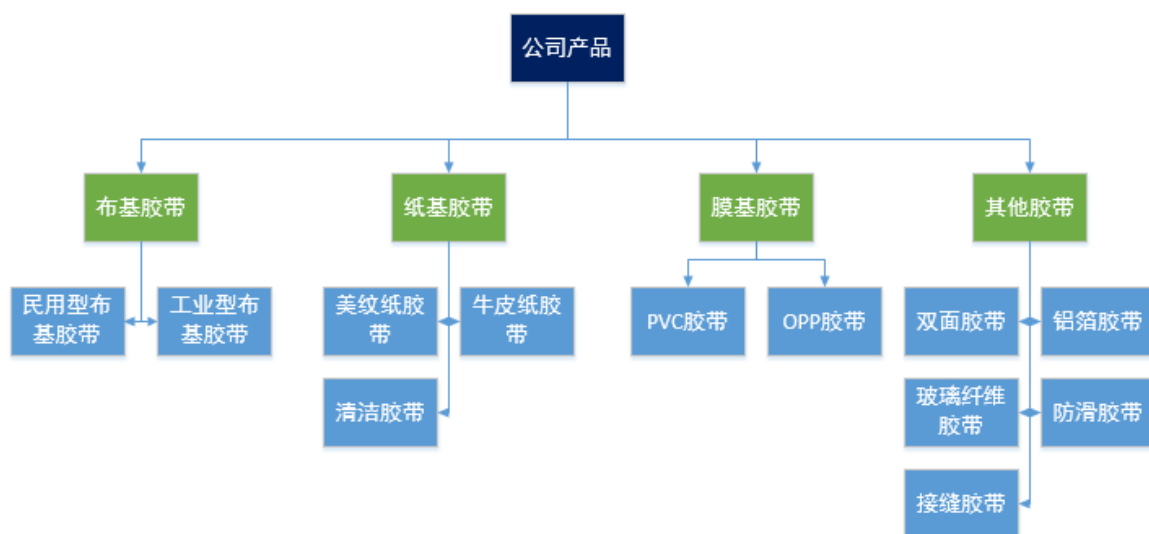 公司产品
布基胶带
纸基胶带
膜基胶带
其他胶带
民用型布
基胶带
工业型布
基胶带
美纹纸胶
带
牛皮纸胶
带
PVC胶带
OPP胶带
双面胶带
铝箔胶带
清洁胶带
玻璃纤维
胶带
防滑胶带
接缝胶带